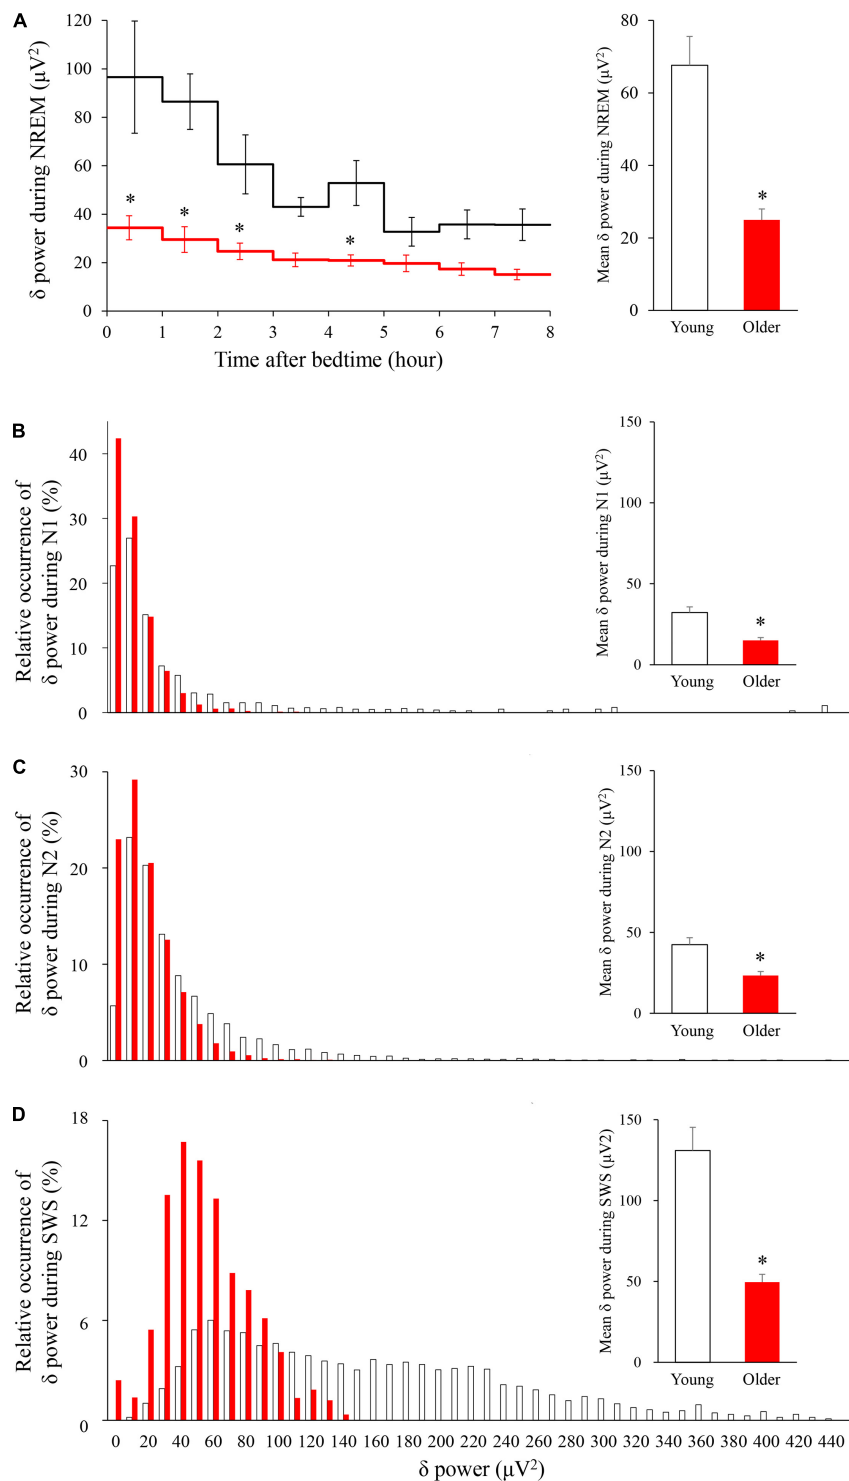 A
δ power during NREM (μV²)
120
100
80
60
40
20
0
* * * *
0 1 2 3 4 5 6 7 8
Time after bedtime (hour)
Mean δ power during NREM (μV²)
80
60
40
20
0
*
Young Older
B
Relative occurrence of
δ power during N1 (%)
40
30
20
10
0
Mean δ power during N1 (μV²)
150
100
50
0
*
Young Older
C
Relative occurrence of
δ power during N2 (%)
30
20
10
0
Mean δ power during N2 (μV²)
150
100
50
0
*
Young Older
D
Relative occurrence of
δ power during SWS (%)
18
12
6
0
Mean δ power during SWS (μV2)
150
100
50
0
*
Young Older
0 20 40 60 80 100 120 140 160 180 200 220 240 260 280 300 320 340 360 380 400 420 440
δ power (μV²)